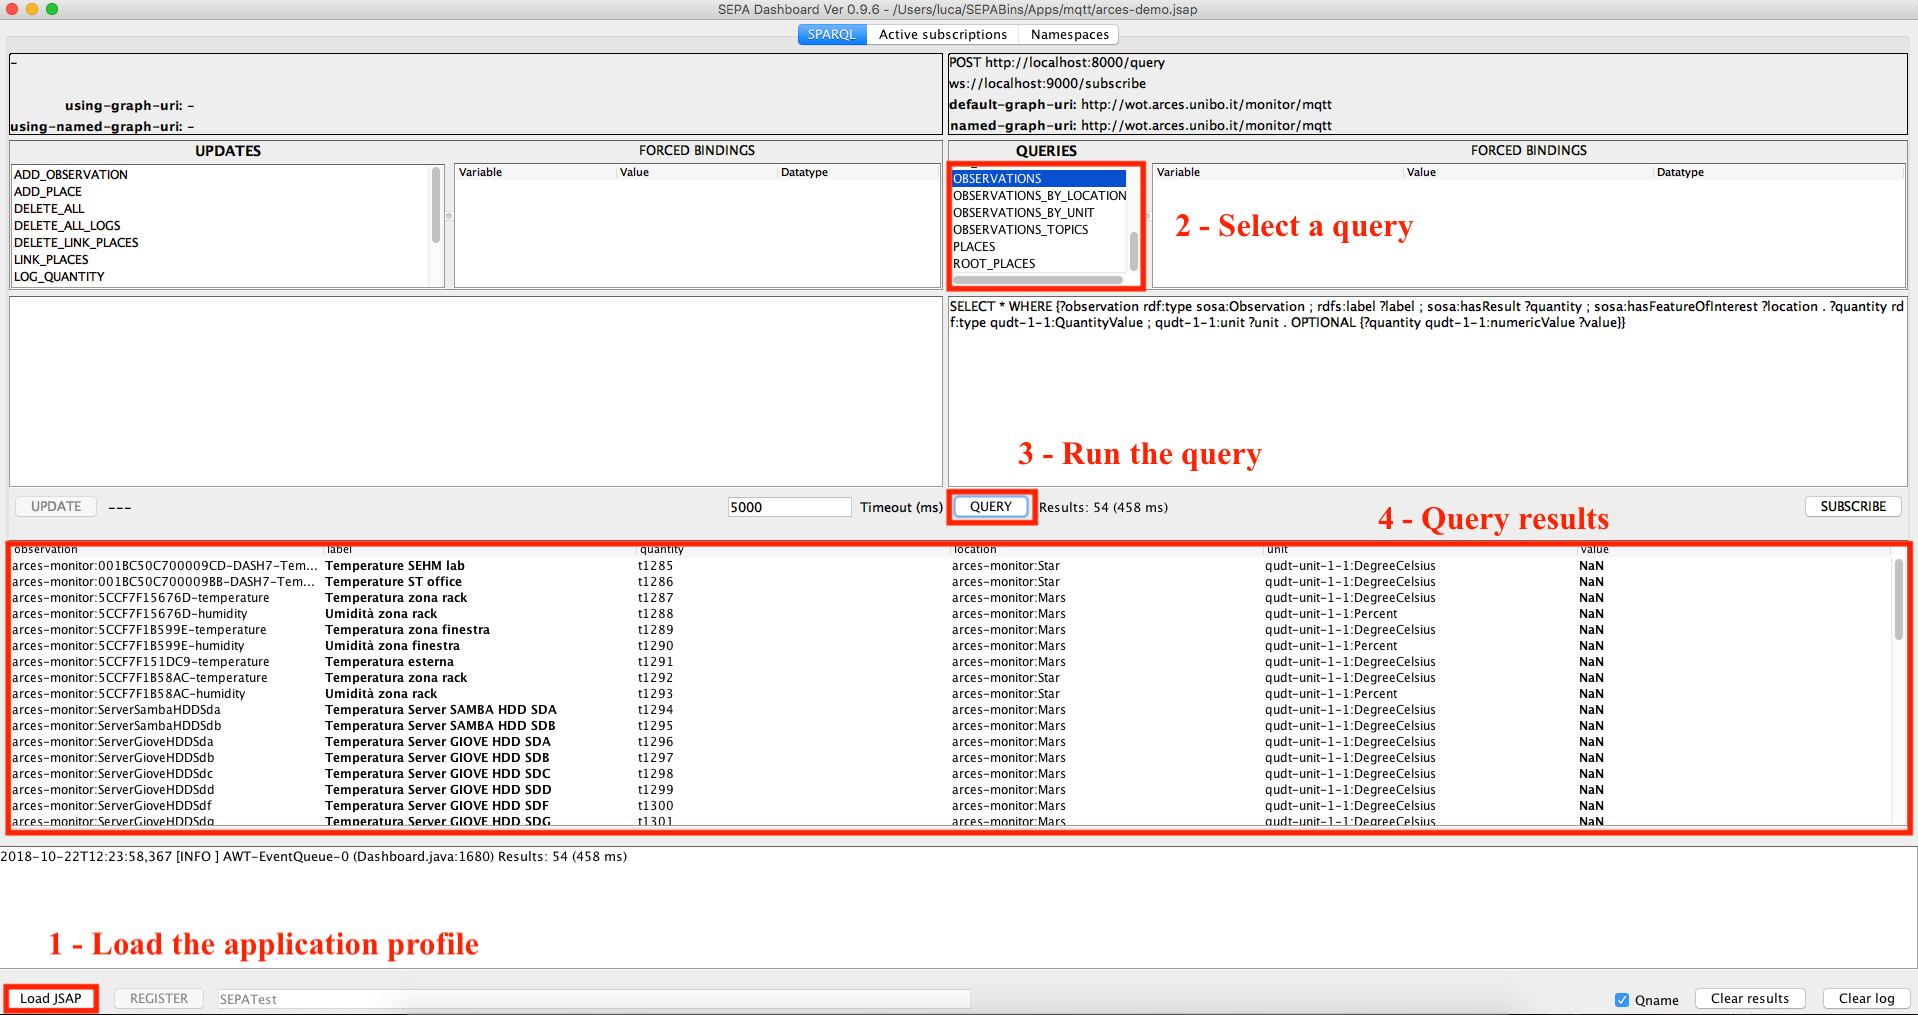 SEPA Dashboard Ver 0.9.6 - /Users/luca/SEPABins/Apps/mqtt/arces-demo.jsap
SPARQL Active subscriptions Namespaces
-
using-graph-uri: -
using-named-graph-uri: -
POST http://localhost:8000/query
ws://localhost:9000/subscribe
default-graph-uri: http://wot.arces.unibo.it/monitor/mqtt
named-graph-uri: http://wot.arces.unibo.it/monitor/mqtt
UPDATES
ADD_OBSERVATION
ADD_PLACE
DELETE_ALL
DELETE_ALL_LOGS
DELETE_LINK_PLACES
LINK_PLACES
LOG_QUANTITY
FORCED BINDINGS
Variable Value Datatype
QUERIES
OBSERVATIONS
OBSERVATIONS_BY_LOCATION
OBSERVATIONS_BY_UNIT
OBSERVATIONS_TOPICS
PLACES
ROOT_PLACES
FORCED BINDINGS
Variable Value Datatype
2 - Select a query
SELECT * WHERE {?observation rdf:type sosa:Observation ; rdfs:label ?label ; sosa:hasResult ?quantity ; sosa:hasFeatureOfInterest ?location . ?quantity rd
f:type qudt-1-1:QuantityValue ; qudt-1-1:unit ?unit . OPTIONAL {?quantity qudt-1-1:numericValue ?value}}
3 - Run the query
UPDATE --- 5000 Timeout (ms) QUERY Results: 54 (458 ms) SUBSCRIBE
4 - Query results
observation label quantity location unit value
arces-monitor:001BC50C700009CD-DASH7-Tem... Temperature SEHM lab t1285 arces-monitor:Star qudt-unit-1-1:DegreeCelsius NaN
arces-monitor:001BC50C700009BB-DASH7-Tem... Temperature ST office t1286 arces-monitor:Star qudt-unit-1-1:DegreeCelsius NaN
arces-monitor:5CCF7F15676D-temperature Temperatura zona rack t1287 arces-monitor:Mars qudt-unit-1-1:DegreeCelsius NaN
arces-monitor:5CCF7F15676D-humidity Umidità zona rack t1288 arces-monitor:Mars qudt-unit-1-1:Percent NaN
arces-monitor:5CCF7F1B599E-temperature Temperatura zona finestra t1289 arces-monitor:Mars qudt-unit-1-1:DegreeCelsius NaN
arces-monitor:5CCF7F1B599E-humidity Umidità zona finestra t1290 arces-monitor:Mars qudt-unit-1-1:Percent NaN
arces-monitor:5CCF7F151DC9-temperature Temperatura esterna t1291 arces-monitor:Mars qudt-unit-1-1:DegreeCelsius NaN
arces-monitor:5CCF7F1B58AC-temperature Temperatura zona rack t1292 arces-monitor:Star qudt-unit-1-1:DegreeCelsius NaN
arces-monitor:5CCF7F1B58AC-humidity Umidità zona rack t1293 arces-monitor:Star qudt-unit-1-1:Percent NaN
arces-monitor:ServerSambaHDDSda Temperatura Server SAMBA HDD SDA t1294 arces-monitor:Mars qudt-unit-1-1:DegreeCelsius NaN
arces-monitor:ServerSambaHDDSdb Temperatura Server SAMBA HDD SDB t1295 arces-monitor:Mars qudt-unit-1-1:DegreeCelsius NaN
arces-monitor:ServerGioveHDDSda Temperatura Server GIOVE HDD SDA t1296 arces-monitor:Mars qudt-unit-1-1:DegreeCelsius NaN
arces-monitor:ServerGioveHDDSdb Temperatura Server GIOVE HDD SDB t1297 arces-monitor:Mars qudt-unit-1-1:DegreeCelsius NaN
arces-monitor:ServerGioveHDDSdc Temperatura Server GIOVE HDD SDC t1298 arces-monitor:Mars qudt-unit-1-1:DegreeCelsius NaN
arces-monitor:ServerGioveHDDSdd Temperatura Server GIOVE HDD SDD t1299 arces-monitor:Mars qudt-unit-1-1:DegreeCelsius NaN
arces-monitor:ServerGioveHDDSdf Temperatura Server GIOVE HDD SDF t1300 arces-monitor:Mars qudt-unit-1-1:DegreeCelsius NaN
arces-monitor:ServerGioveHDDSdg Temperatura Server GIOVE HDD SDG t1301 arces-monitor:Mars qudt-unit-1-1:DegreeCelsius NaN
2018-10-22T12:23:58,367 [INFO ] AWT-EventQueue-0 (Dashboard.java:1680) Results: 54 (458 ms)
1 - Load the application profile
Load JSAP REGISTER SEPATest Qname Clear results Clear log